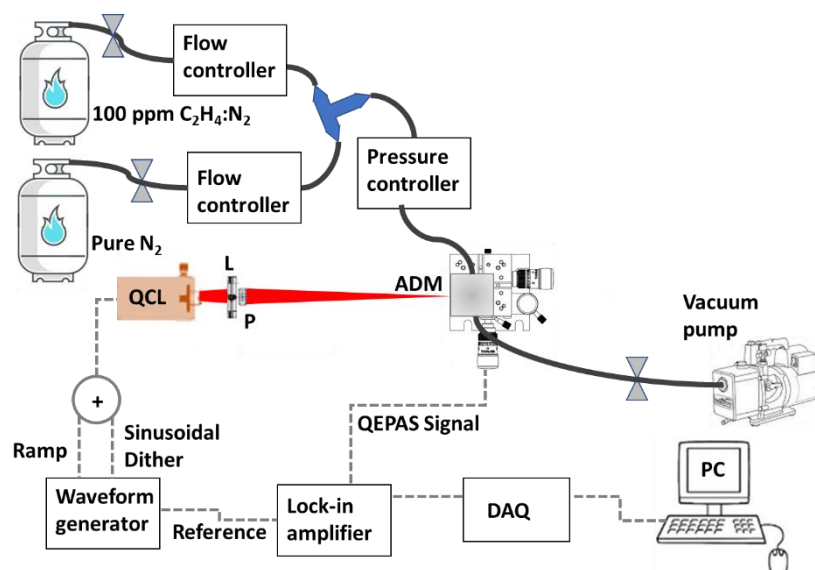 Flow
controller
100 ppm C₂H₄:N₂
Flow
controller
Pure N₂
Pressure
controller
QCL
L
P
ADM
Vacuum
pump
+
Ramp
Sinusoidal
Dither
QEPAS Signal
Waveform
generator
Reference
Lock-in
amplifier
DAQ
PC